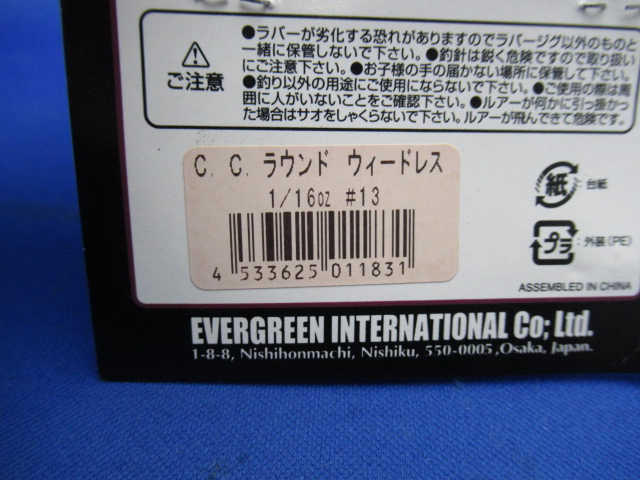 ●ラバーが劣化する恐れがありますのでラバージグ以外のものと
一緒に保管しないで下さい。●釣針は鋭く危険ですので取り扱い
にご注意下さい。●お子様の手の届かない場所に保管して下さい。
●釣り以外の用途にご使用にならないで下さい。●ご使用の際は周
囲に人がいないことをご確認下さい。●ルアーが何かに引っ掛かっ
た場合はサオをしゃくらないで下さい。ルアーが飛んできて危険です。
ご注意
C. C. ラウンド ウィードレス
1/16oz #13
4 533625 011831
紙 :台紙
プラ :外装(PE)
ASSEMBLED IN CHINA
EVERGREEN INTERNATIONAL Co; Ltd.
1-8-8, Nishihonmachi, Nishiku, 550-0005 ,Osaka, Japan.